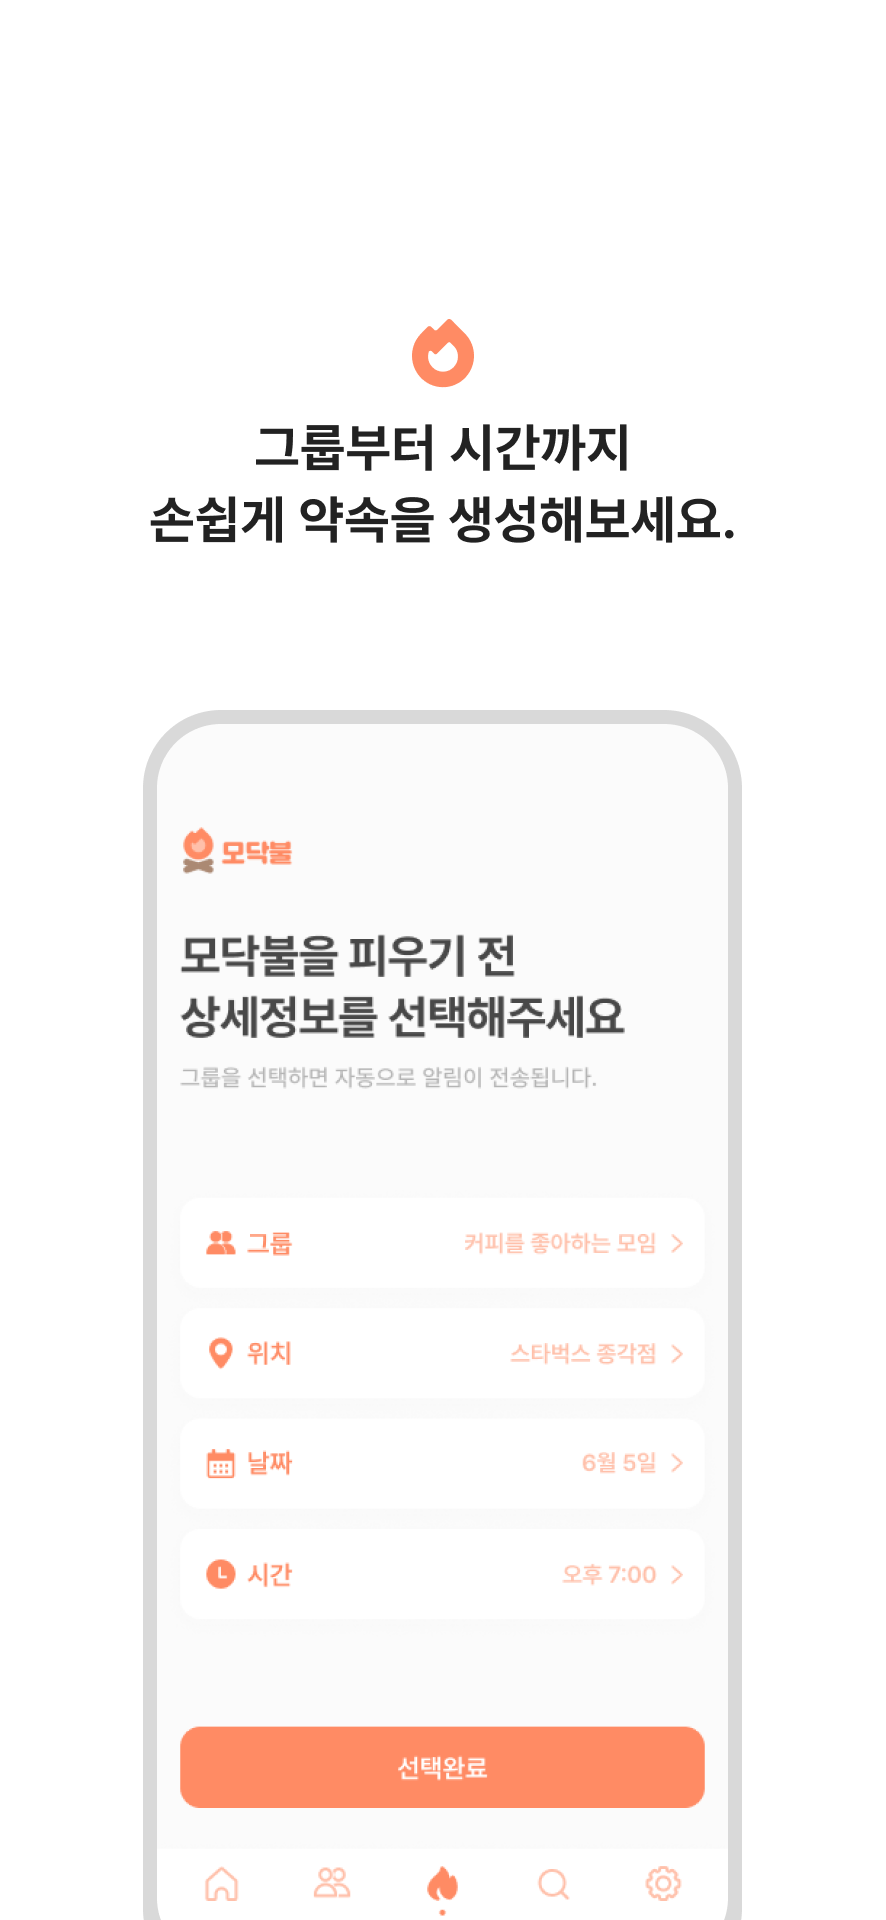 그룹부터 시간까지
손쉽게 약속을 생성해보세요.
모닥불
모닥불을 피우기 전
상세정보를 선택해주세요
그룹을 선택하면 자동으로 알림이 전송됩니다.
그룹 커피를 좋아하는 모임
위치 스타벅스 종각점
날짜 6월 5일
시간 오후 7:00
선택완료